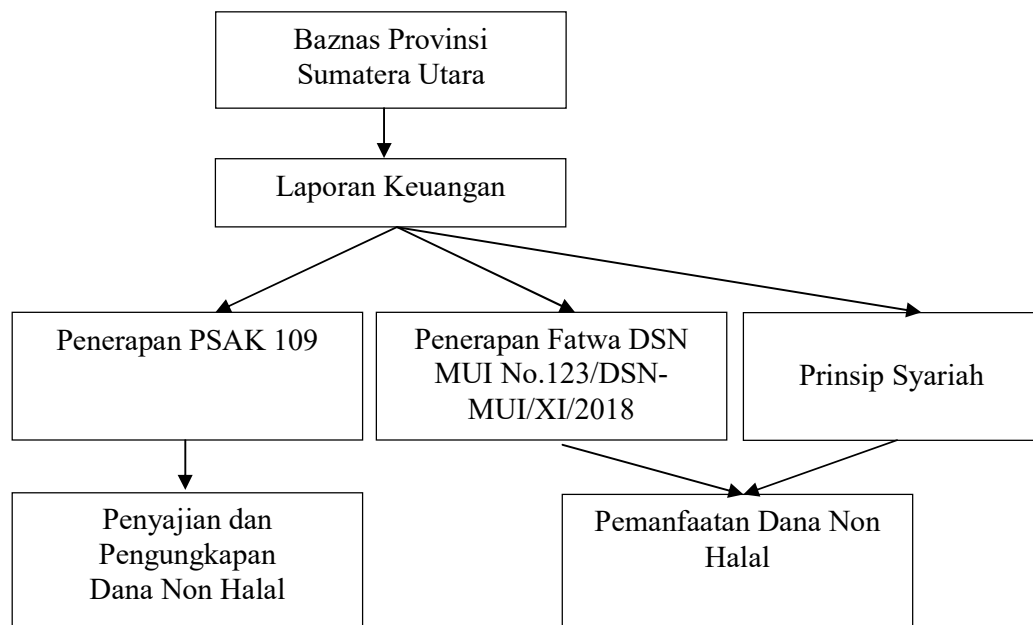 Baznas Provinsi
Sumatera Utara
Laporan Keuangan
Penerapan PSAK 109
Penerapan Fatwa DSN
MUI No.123/DSN-
MUI/XI/2018
Prinsip Syariah
Penyajian dan
Pengungkapan
Dana Non Halal
Pemanfaatan Dana Non
Halal